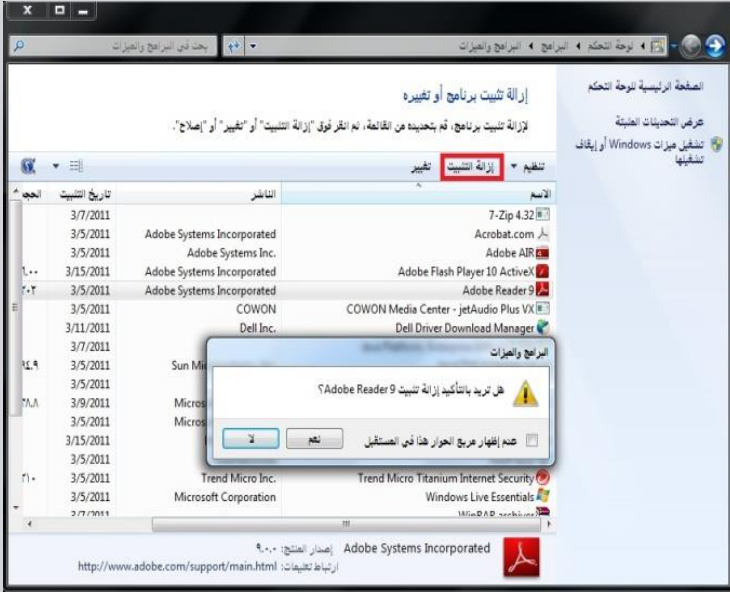 لوحة التحكم ◂ البرامج ◂ البرامج والميزات
بحث في البرامج والميزات
الصفحة الرئيسية للوحة التحكم
عرض التحديثات المثبتة
تشغيل ميزات Windows أو إيقاف
تشغيلها
إزالة تثبيت برنامج أو تغييره
لإزالة تثبيت برنامج، قم بتحديده من القائمة، ثم انقر فوق "إزالة التثبيت" أو "تغيير" أو "إصلاح".
تنظيم إزالة التثبيت تغيير
الاسم الناشر تاريخ التثبيت الحجم
7-Zip 4.32 3/7/2011
Acrobat.com Adobe Systems Incorporated 3/5/2011
Adobe AIR Adobe Systems Inc. 3/5/2011
Adobe Flash Player 10 ActiveX Adobe Systems Incorporated 3/15/2011
Adobe Reader 9 Adobe Systems Incorporated 3/5/2011
COWON Media Center - jetAudio Plus VX COWON 3/5/2011
Dell Driver Download Manager Dell Inc. 3/11/2011
3/7/2011
Sun 3/5/2011
3/5/2011
3/9/2011
3/5/2011
3/15/2011
3/5/2011
Trend Micro Titanium Internet Security Trend Micro Inc. 3/5/2011
Windows Live Essentials Microsoft Corporation 3/5/2011
WinRAR archiver 3/7/2011
البرامج والميزات
هل تريد بالتأكيد إزالة تثبيت Adobe Reader 9؟
عدم إظهار مربع الحوار هذا في المستقبل
نعم لا
Adobe Systems Incorporated إصدار المنتج: ٩.٠.٠
ارتباط تعليمات: http://www.adobe.com/support/main.html